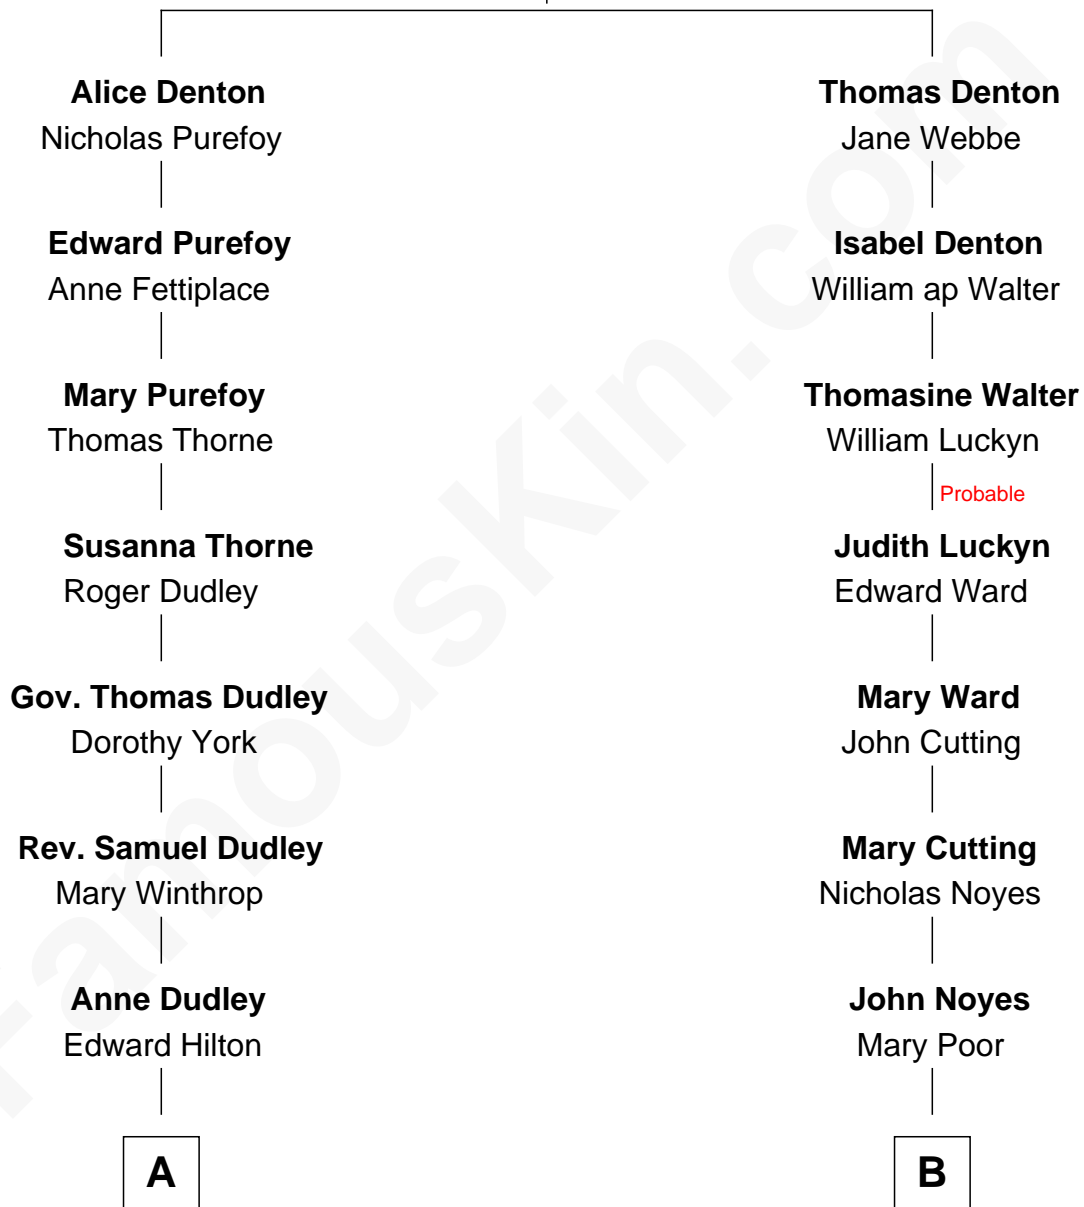 Alice Denton
Nicholas Purefoy
Edward Purefoy
Anne Fettiplace
Mary Purefoy
Thomas Thorne
Susanna Thorne
Roger Dudley
Gov. Thomas Dudley
Dorothy York
Rev. Samuel Dudley
Mary Winthrop
Anne Dudley
Edward Hilton
A
Thomas Denton
Jane Webbe
Isabel Denton
William ap Walter
Thomasine Walter
William Luckyn
Probable
Judith Luckyn
Edward Ward
Mary Ward
John Cutting
Mary Cutting
Nicholas Noyes
John Noyes
Mary Poor
B
FamousKin.com